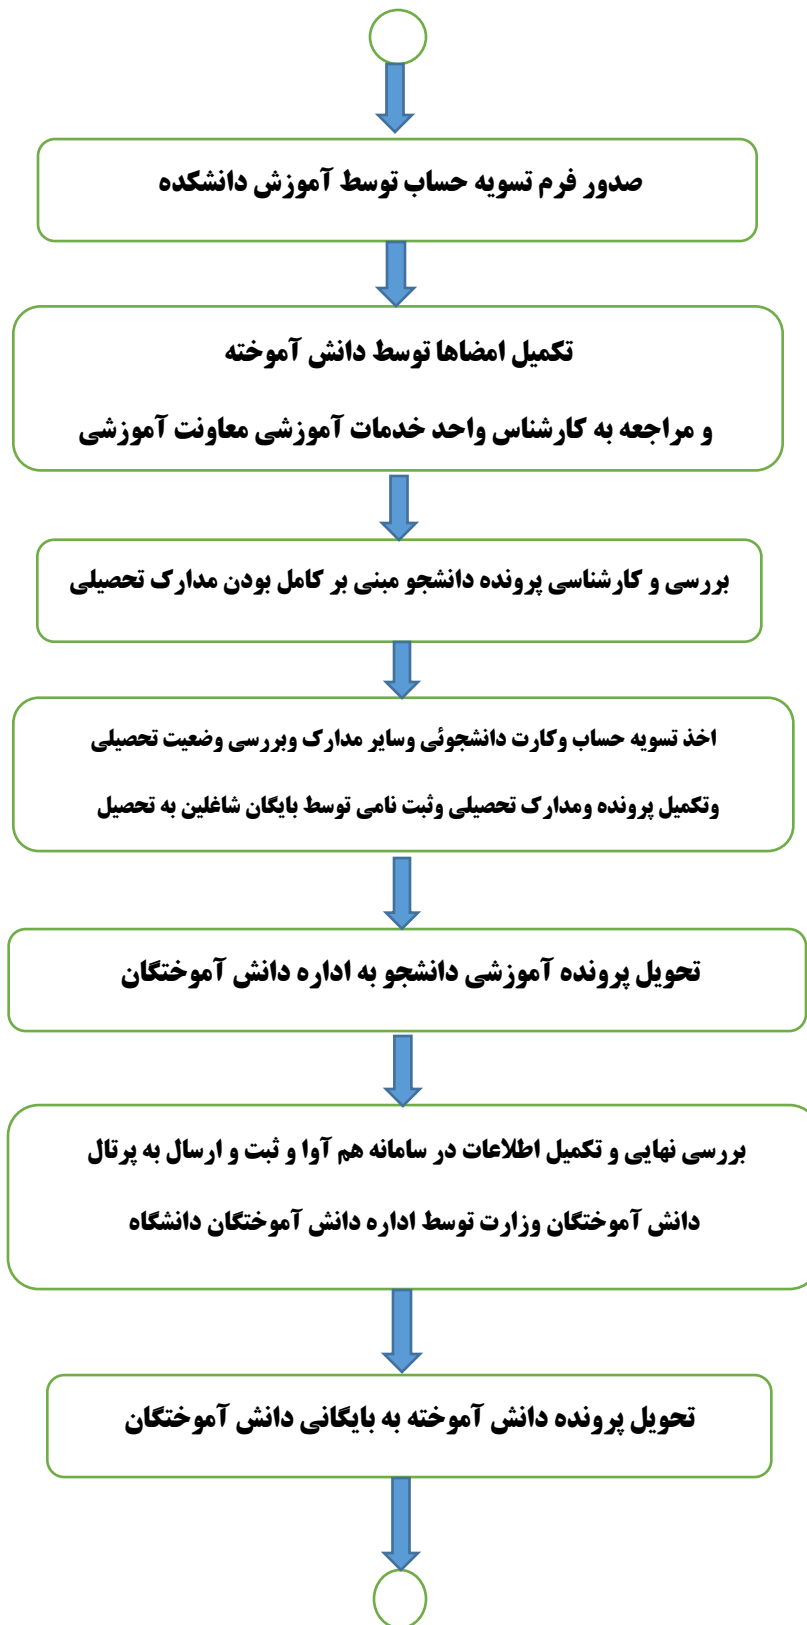 صدور فرم تسویه حساب توسط آموزش دانشکده
تکمیل امضاها توسط دانش آموخته
و مراجعه به کارشناس واحد خدمات آموزشی معاونت آموزشی
بررسی و کارشناسی پرونده دانشجو مبنی بر کامل بودن مدارک تحصیلی
اخذ تسویه حساب وکارت دانشجوئی وسایر مدارک وبررسی وضعیت تحصیلی
وتکمیل پرونده ومدارک تحصیلی وثبت نامی توسط بایگان شاغلین به تحصیل
تحویل پرونده آموزشی دانشجو به اداره دانش آموختگان
بررسی نهایی و تکمیل اطلاعات در سامانه هم آوا و ثبت و ارسال به پرتال
دانش آموختگان وزارت توسط اداره دانش آموختگان دانشگاه
تحویل پرونده دانش آموخته به بایگانی دانش آموختگان